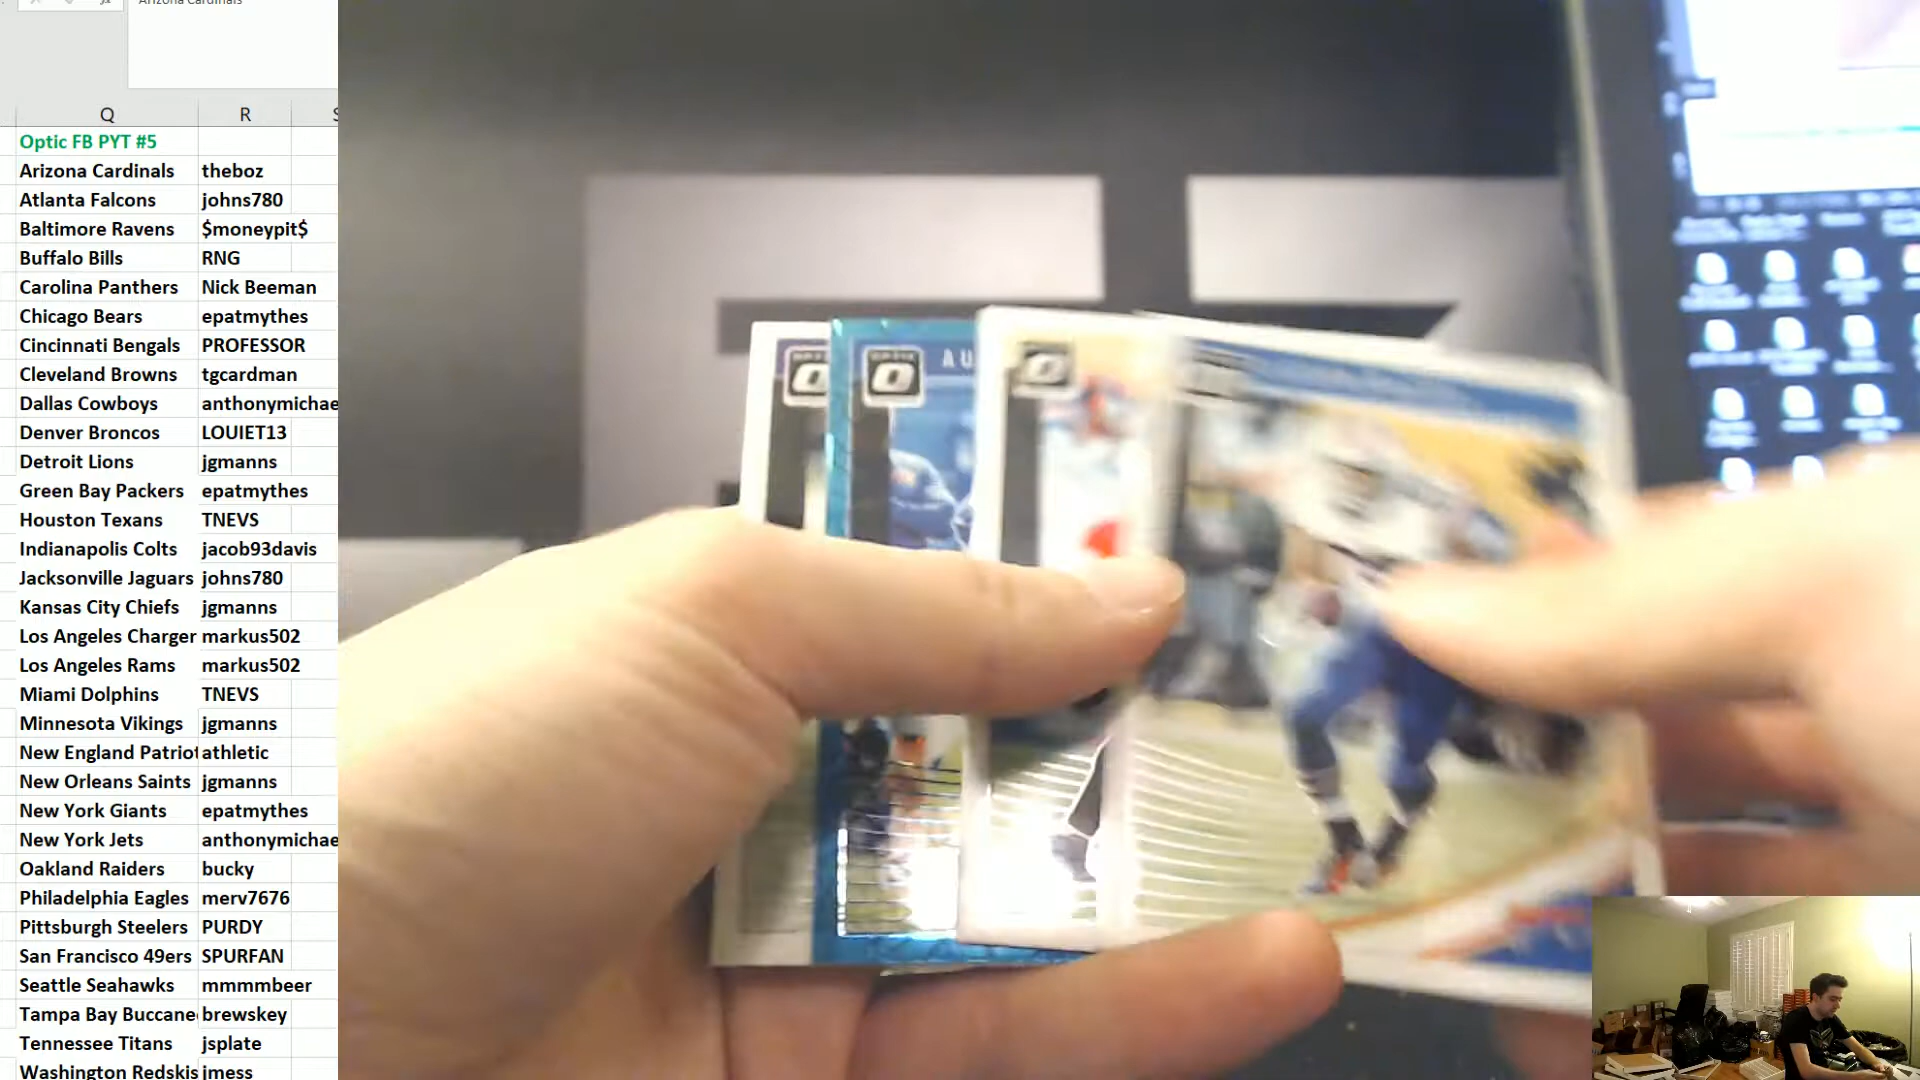 Q R
Optic FB PYT #5
Arizona Cardinals theboz
Atlanta Falcons johns780
Baltimore Ravens $moneypit$
Buffalo Bills RNG
Carolina Panthers Nick Beeman
Chicago Bears epatmythes
Cincinnati Bengals PROFESSOR
Cleveland Browns tgcardman
Dallas Cowboys anthonymichae
Denver Broncos LOUIET13
Detroit Lions jgmanns
Green Bay Packers epatmythes
Houston Texans TNEVS
Indianapolis Colts jacob93davis
Jacksonville Jaguars johns780
Kansas City Chiefs jgmanns
Los Angeles Charger markus502
Los Angeles Rams markus502
Miami Dolphins TNEVS
Minnesota Vikings jgmanns
New England Patriot athletic
New Orleans Saints jgmanns
New York Giants epatmythes
New York Jets anthonymichae
Oakland Raiders bucky
Philadelphia Eagles merv7676
Pittsburgh Steelers PURDY
San Francisco 49ers SPURFAN
Seattle Seahawks mmmmbeer
Tampa Bay Buccane brewskey
Tennessee Titans jsplate
Washington Redskis jmess
AU